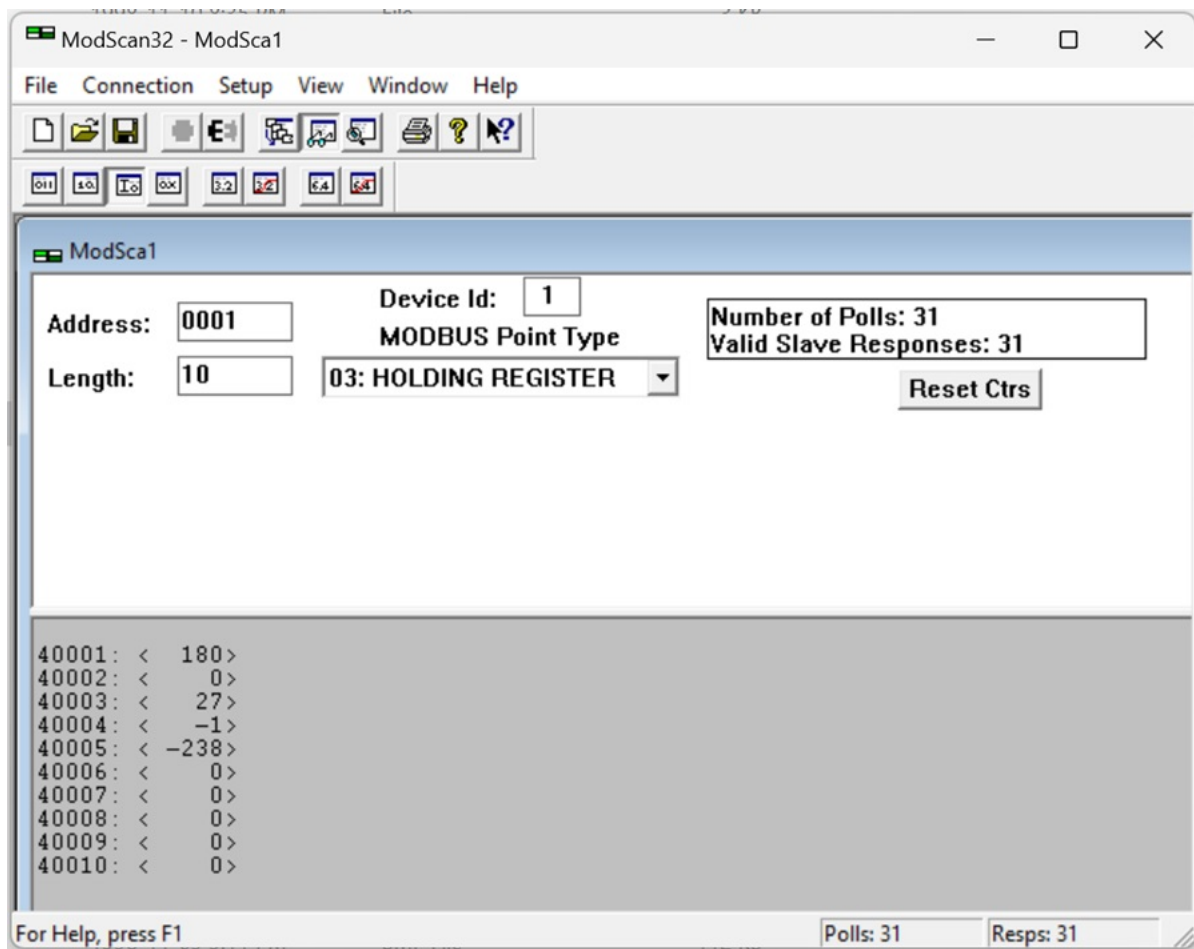 ModScan32 - ModSca1
File Connection Setup View Window Help
ModSca1
Address: 0001
Device Id: 1
MODBUS Point Type
Length: 10
03: HOLDING REGISTER
Number of Polls: 31
Valid Slave Responses: 31
Reset Ctrs
40001: <  180>
40002: <    0>
40003: <   27>
40004: <   -1>
40005: < -238>
40006: <    0>
40007: <    0>
40008: <    0>
40009: <    0>
40010: <    0>
For Help, press F1
Polls: 31
Resps: 31